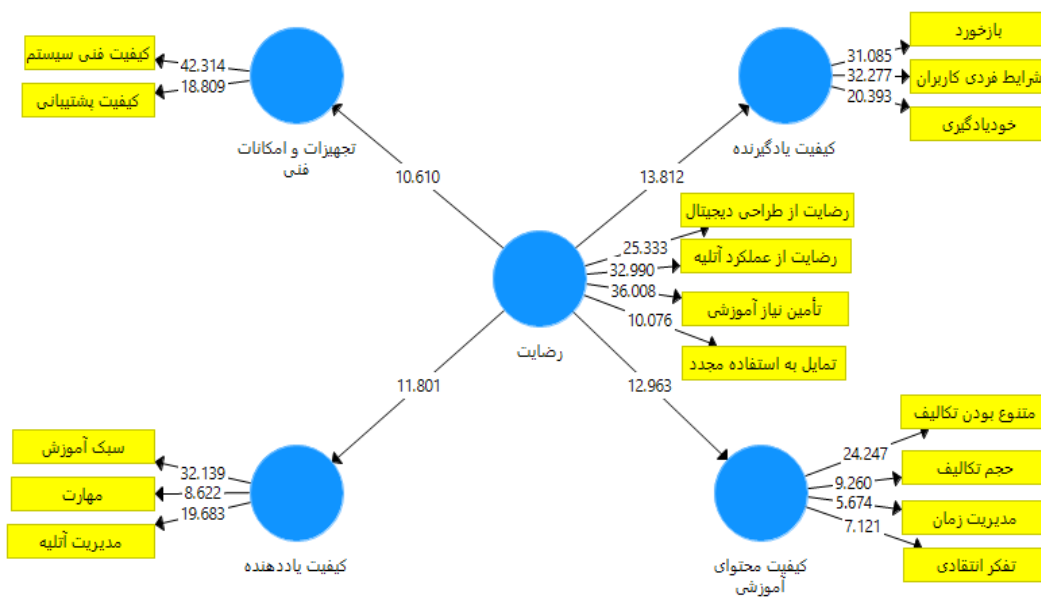 بازخورد
31.085
شرایط فردی کاربران
32.277
خودیادگیری
20.393
کیفیت یادگیرنده
13.812
کیفیت فنی سیستم
42.314
کیفیت پشتیبانی
18.809
تجهیزات و امکانات
فنی
10.610
رضایت از طراحی دیجیتال
25.333
رضایت از عملکرد آتلیه
32.990
تأمین نیاز آموزشی
36.008
تمایل به استفاده مجدد
10.076
رضایت
12.963
11.801
متنوع بودن تکالیف
24.247
حجم تکالیف
9.260
مدیریت زمان
5.674
تفکر انتقادی
7.121
کیفیت محتوای
آموزشی
سبک آموزش
32.139
مهارت
8.622
مدیریت آتلیه
19.683
کیفیت یاددهنده